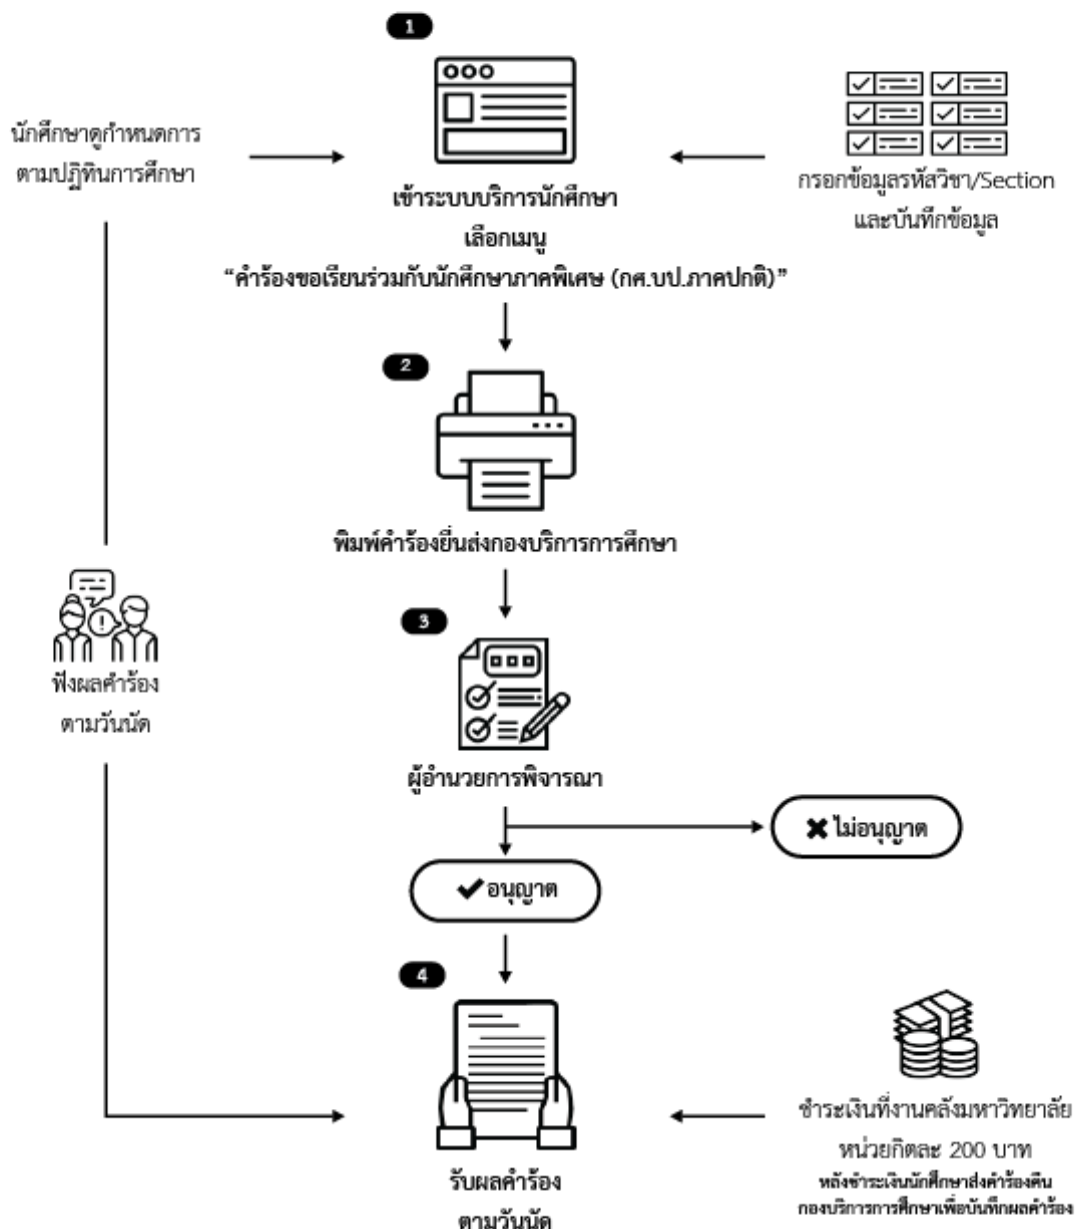 1
นักศึกษาดูกำหนดการ
ตามปฏิทินการศึกษา
กรอกข้อมูลรหัสวิชา/Section
และบันทึกข้อมูล
เข้าระบบบริการนักศึกษา
เลือกเมนู
“คำร้องขอเรียนร่วมกับนักศึกษาภาคพิเศษ (กศ.บป.ภาคปกติ)”
2
พิมพ์คำร้องยื่นส่งกองบริการการศึกษา
3
ฟังผลคำร้อง
ตามวันนัด
ผู้อำนวยการพิจารณา
ไม่อนุญาต
อนุญาต
4
ชำระเงินที่งานคลังมหาวิทยาลัย
หน่วยกิตละ 200 บาท
หลังชำระเงินนักศึกษาส่งคำร้องคืน
กองบริการการศึกษาเพื่อบันทึกผลคำร้อง
รับผลคำร้อง
ตามวันนัด